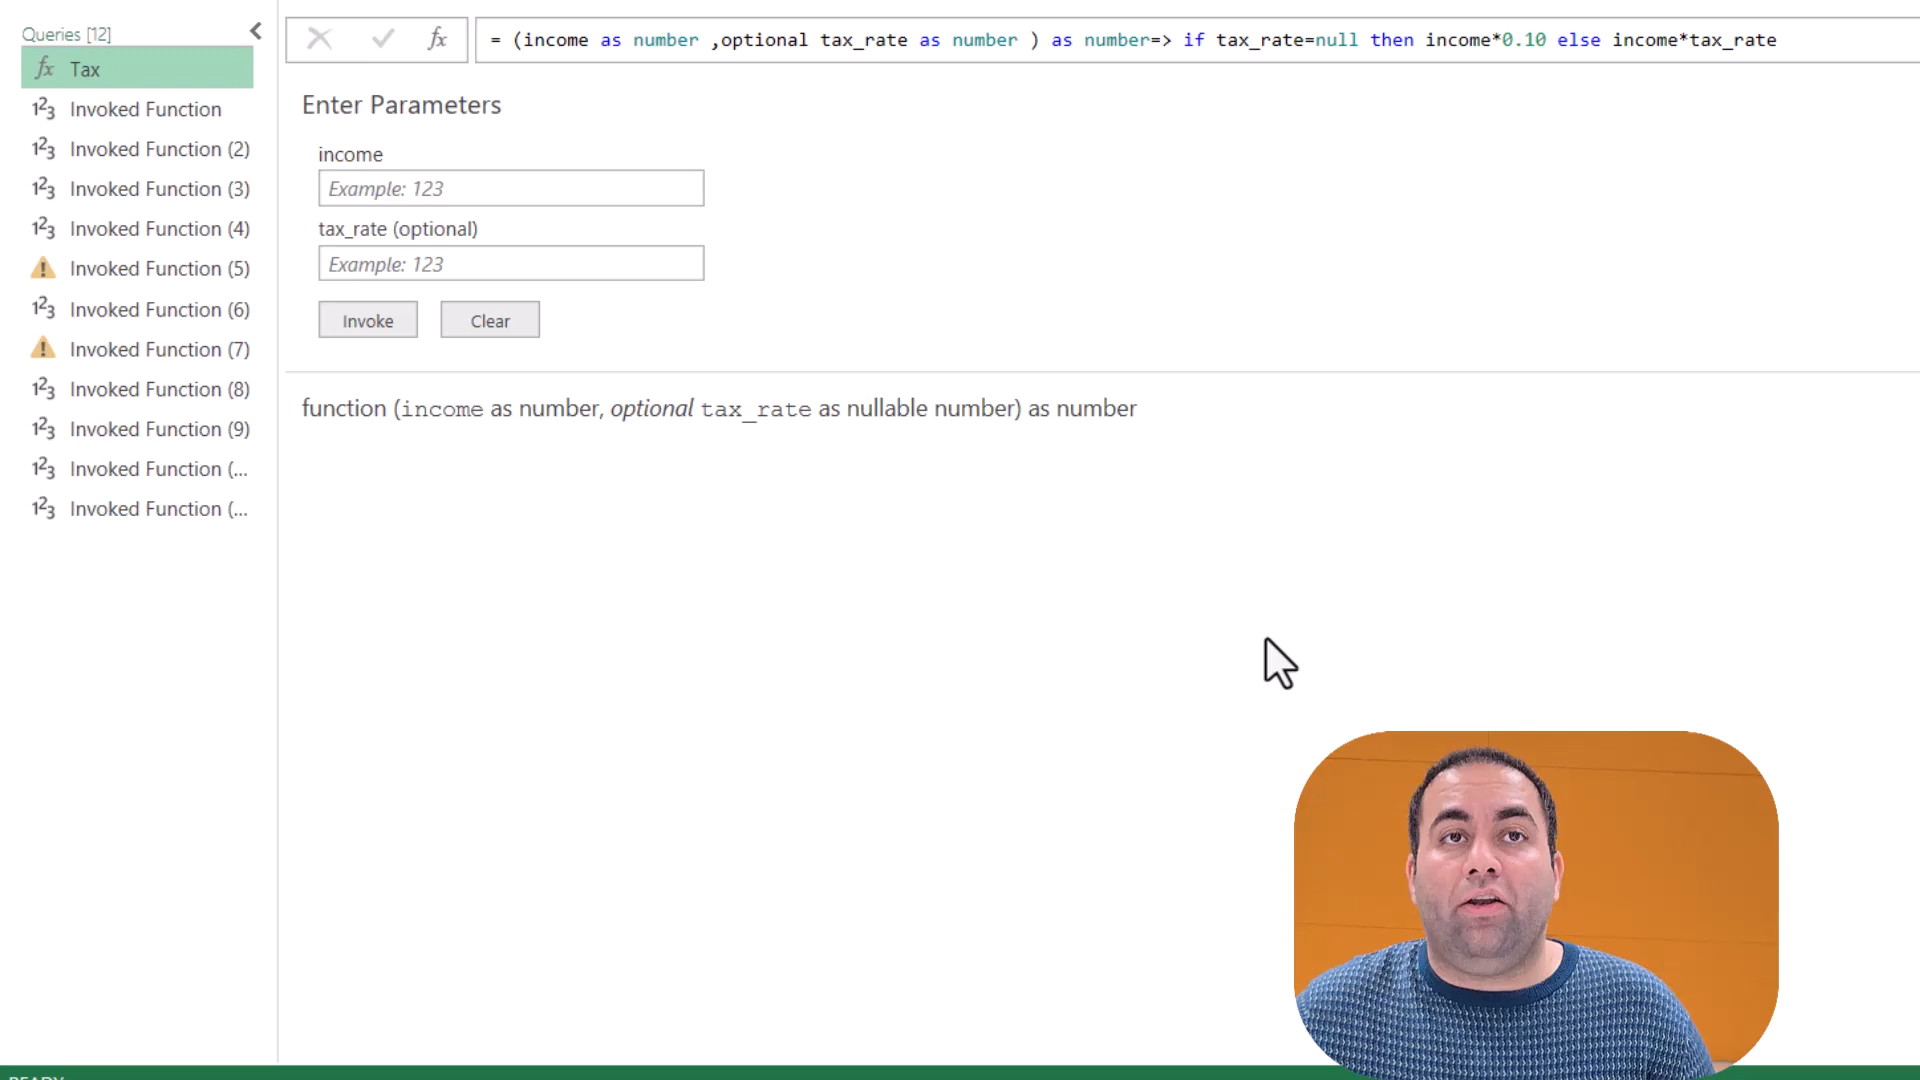 Queries [12]
fx Tax
Invoked Function
Invoked Function (2)
Invoked Function (3)
Invoked Function (4)
Invoked Function (5)
Invoked Function (6)
Invoked Function (7)
Invoked Function (8)
Invoked Function (9)
Invoked Function (...
Invoked Function (...
fx
= (income as number ,optional tax_rate as number ) as number=> if tax_rate=null then income*0.10 else income*tax_rate
Enter Parameters
income
Example: 123
tax_rate (optional)
Example: 123
Invoke Clear
function (income as number, optional tax_rate as nullable number) as number
READY